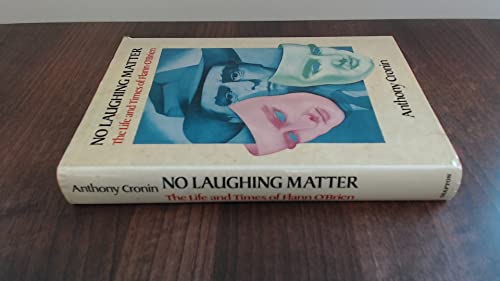 NO LAUGHING MATTER
The Life and Times of Flann O'Brien
Anthony Cronin
Anthony Cronin NO LAUGHING MATTER
The Life and Times of Flann O'Brien
GRAFTON